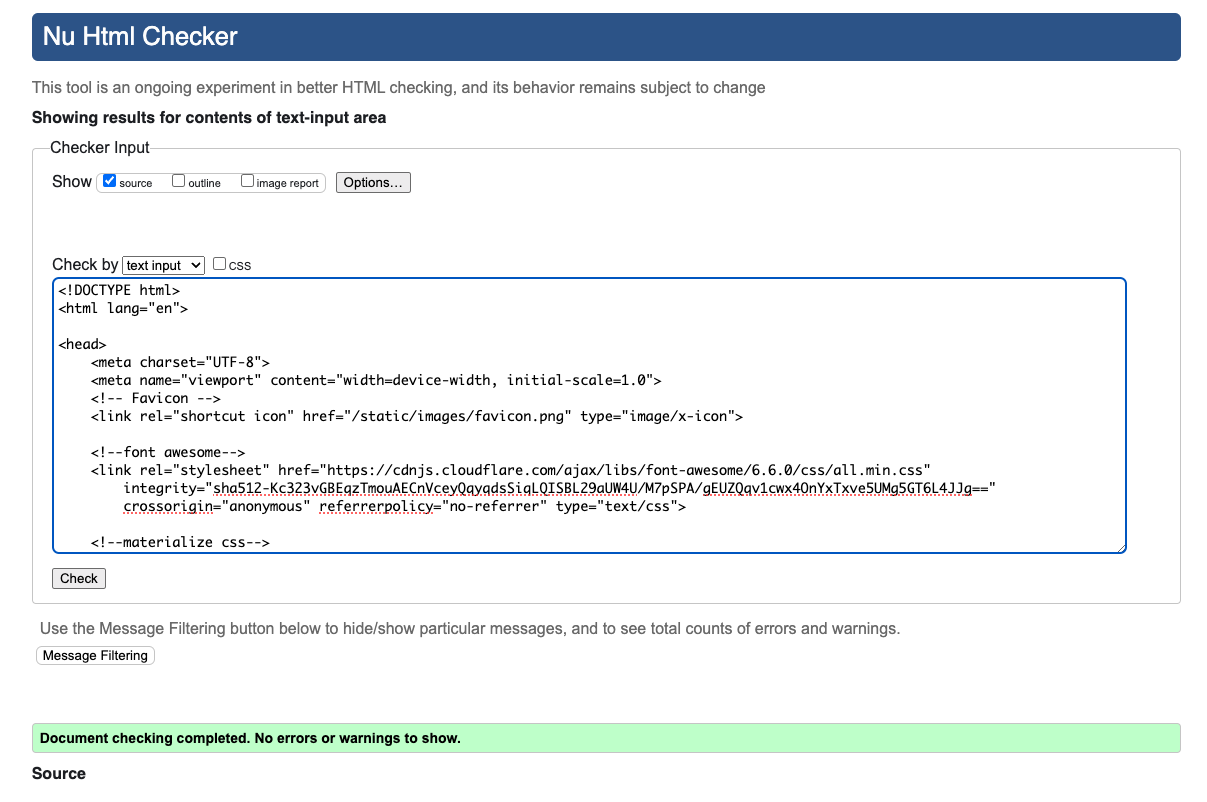 Nu Html Checker
This tool is an ongoing experiment in better HTML checking, and its behavior remains subject to change
Showing results for contents of text-input area
Checker Input
Show source outline image report Options...
Check by text input css
<!DOCTYPE html>
<html lang="en">
<head>
<meta charset="UTF-8">
<meta name="viewport" content="width=device-width, initial-scale=1.0">
<!-- Favicon -->
<link rel="shortcut icon" href="/static/images/favicon.png" type="image/x-icon">
<!--font awesome-->
<link rel="stylesheet" href="https://cdnjs.cloudflare.com/ajax/libs/font-awesome/6.6.0/css/all.min.css"
integrity="sha512-Kc323vGBEqzTmouAECnVceyQqyqdsSiqLQISBL29aUW4U/M7pSPA/gEUZQqv1cwx4OnYxTxve5UMg5GT6L4JJg=="
crossorigin="anonymous" referrerpolicy="no-referrer" type="text/css">
<!--materialize css-->
Check
Use the Message Filtering button below to hide/show particular messages, and to see total counts of errors and warnings.
Message Filtering
Document checking completed. No errors or warnings to show.
Source